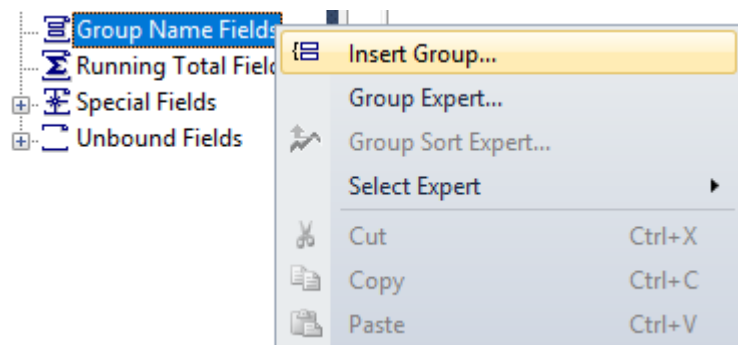 Group Name Fields
Running Total Field
Special Fields
Unbound Fields
Insert Group...
Group Expert...
Group Sort Expert...
Select Expert
Cut Ctrl+X
Copy Ctrl+C
Paste Ctrl+V